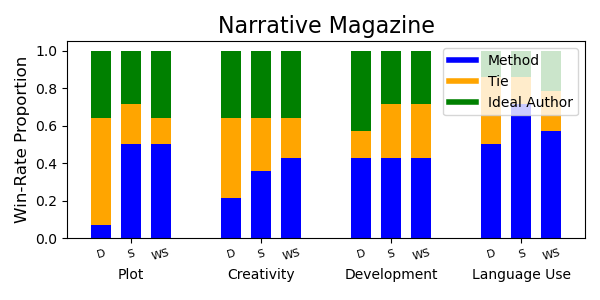 Narrative Magazine
Win-Rate Proportion
1.0
0.8
0.6
0.4
0.2
0.0
Method
Tie
Ideal Author
D S WS D S WS D S WS D S WS
Plot Creativity Development Language Use